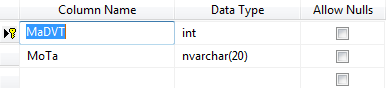 Column Name Data Type Allow Nulls
MaDVT int
MoTa nvarchar(20)